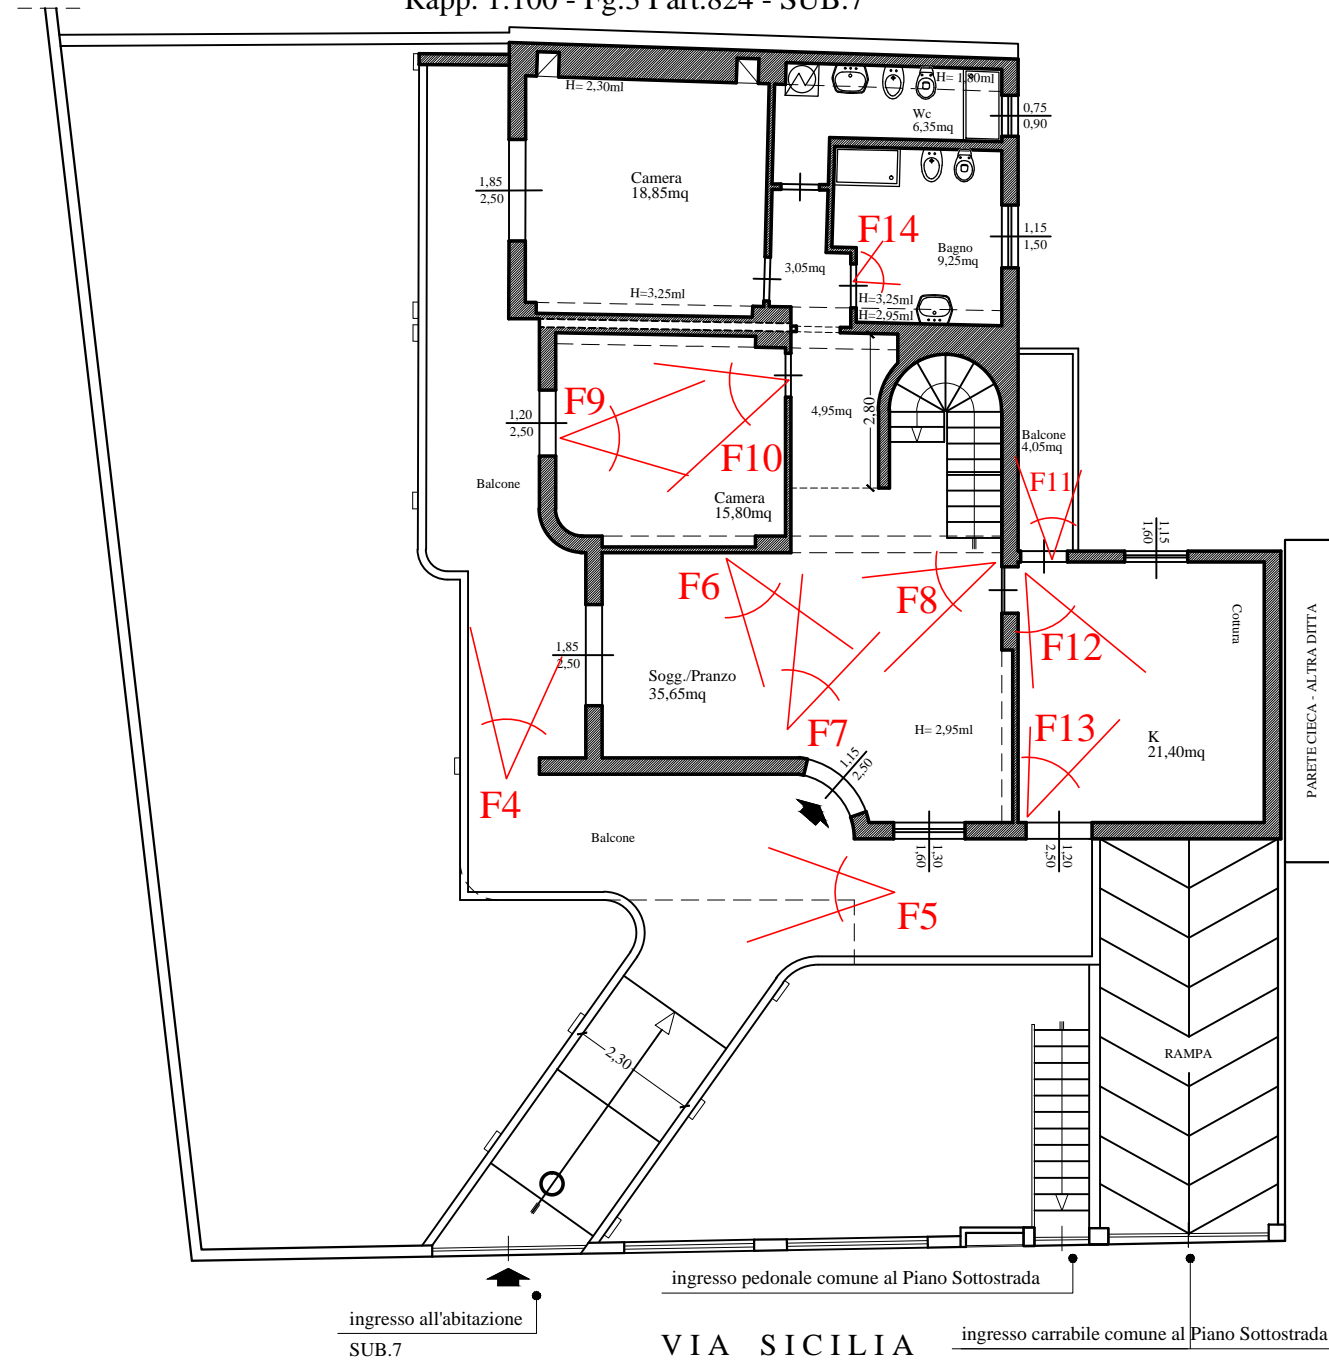 Rapp. 1:100 - Fg.5 Part.824 - SUB.7
H= 2,30ml
H= 1,80ml
Wc
6,35mq
0,75
0,90
Camera
18,85mq
1,85
2,50
F14
Bagno
9,25mq
1,15
1,50
3,05mq
H=3,25ml
H=3,25ml
H=2,95ml
F9
1,20
2,50
4,95mq
2,80
F10
Balcone
4,05mq
F11
Balcone
Camera
15,80mq
1,15
1,60
F6
F8
F12
Cottura
PARETE CIECA - ALTRA DITTA
1,85
2,50
Sogg./Pranzo
35,65mq
F7
H= 2,95ml
F13
K
21,40mq
1,15
2,50
F4
Balcone
1,30
1,60
1,20
2,50
F5
2,30
RAMPA
ingresso pedonale comune al Piano Sottostrada
ingresso all'abitazione
SUB.7
VIA SICILIA
ingresso carrabile comune al Piano Sottostrada